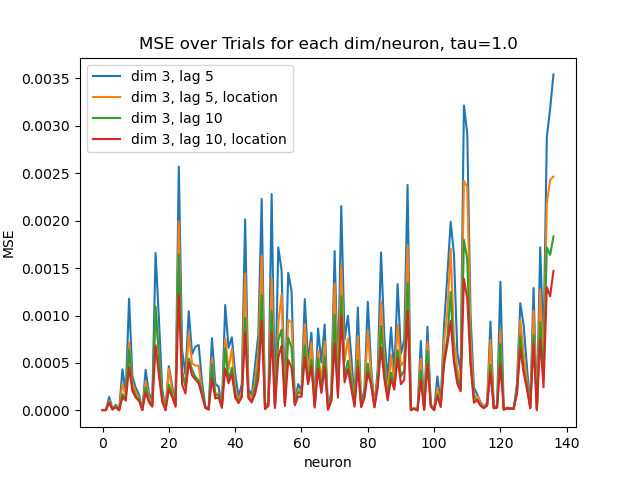 MSE over Trials for each dim/neuron, tau=1.0
dim 3, lag 5
dim 3, lag 5, location
dim 3, lag 10
dim 3, lag 10, location
MSE
0.0035
0.0030
0.0025
0.0020
0.0015
0.0010
0.0005
0.0000
0 20 40 60 80 100 120 140
neuron